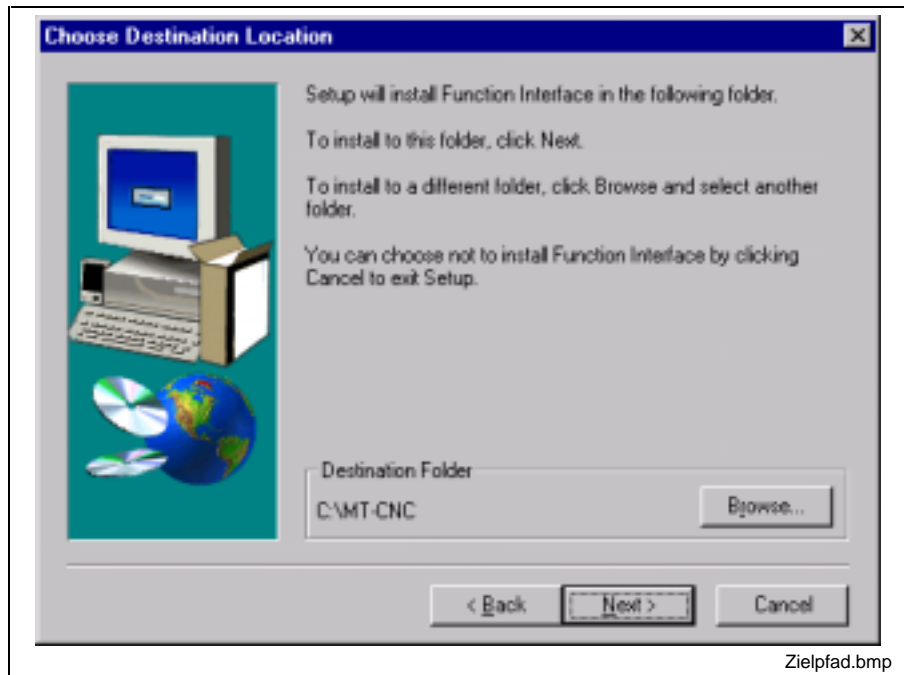 Choose Destination Location
Setup will install Function Interface in the following folder.
To install to this folder, click Next.
To install to a different folder, click Browse and select another
folder.
You can choose not to install Function Interface by clicking
Cancel to exit Setup.
Destination Folder
C:\MT-CNC
Browse...
< Back
Next >
Cancel
Zielpfad.bmp